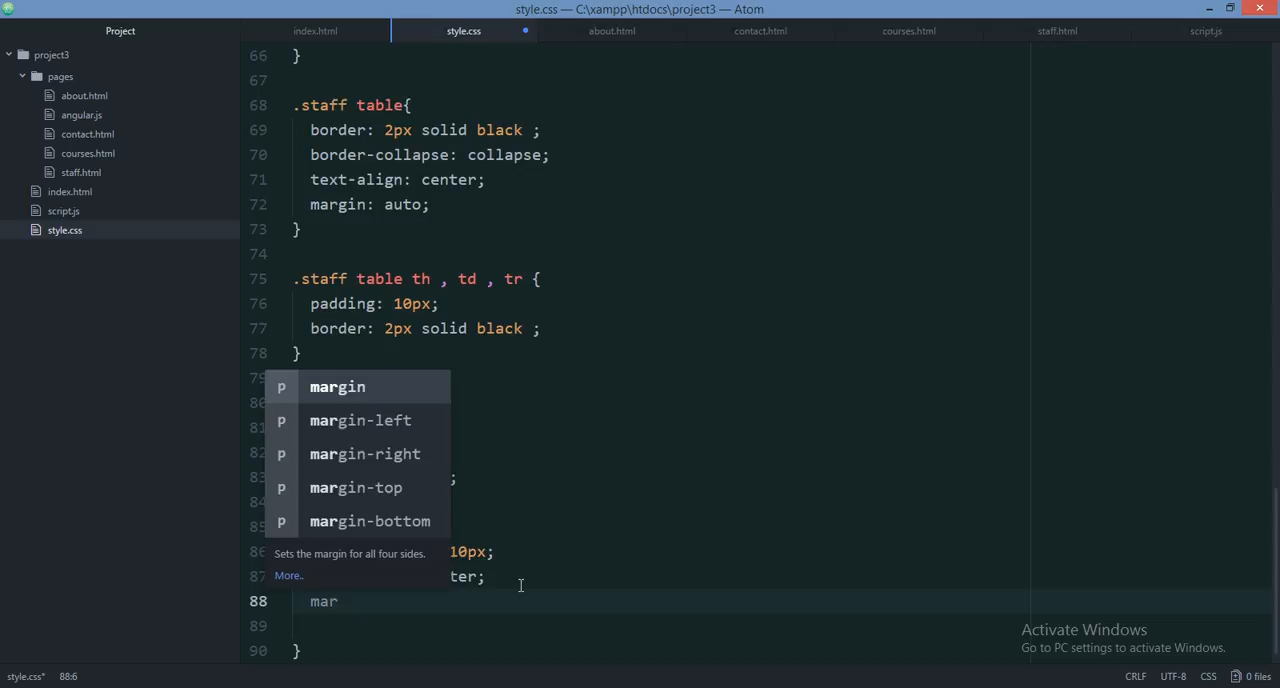 style.css — C:\xampp\htdocs\project3 — Atom
Project
index.html
style.css
about.html
contact.html
courses.html
staff.html
script.js
project3
pages
about.html
angular.js
contact.html
courses.html
staff.html
index.html
script.js
style.css
66 }
67
68 .staff table{
69 border: 2px solid black ;
70 border-collapse: collapse;
71 text-align: center;
72 margin: auto;
73 }
74
75 .staff table th , td , tr {
76 padding: 10px;
77 border: 2px solid black ;
78 }
79
p margin
80
p margin-left
81
82
p margin-right
83 ;
p margin-top
84
85
p margin-bottom
86 10px;
Sets the margin for all four sides.
87 ter;
More..
88 mar
89
90 }
Activate Windows
Go to PC settings to activate Windows.
style.css* 88:6
CRLF UTF-8 CSS 0 files